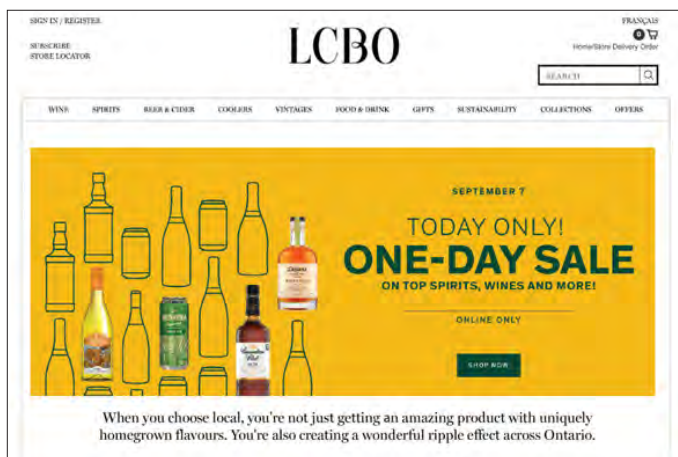 SIGN IN / REGISTER
SUBSCRIBE
STORE LOCATOR
LCBO
FRANÇAIS
0
Home/Store Delivery Order
SEARCH
WINE SPIRITS BEER & CIDER COOLERS VINTAGES FOOD & DRINK GIFTS SUSTAINABILITY COLLECTIONS OFFERS
SEPTEMBER 7
TODAY ONLY!
ONE-DAY SALE
ON TOP SPIRITS, WINES AND MORE!
ONLINE ONLY
SHOP NOW
When you choose local, you're not just getting an amazing product with uniquely
homegrown flavours. You're also creating a wonderful ripple effect across Ontario.